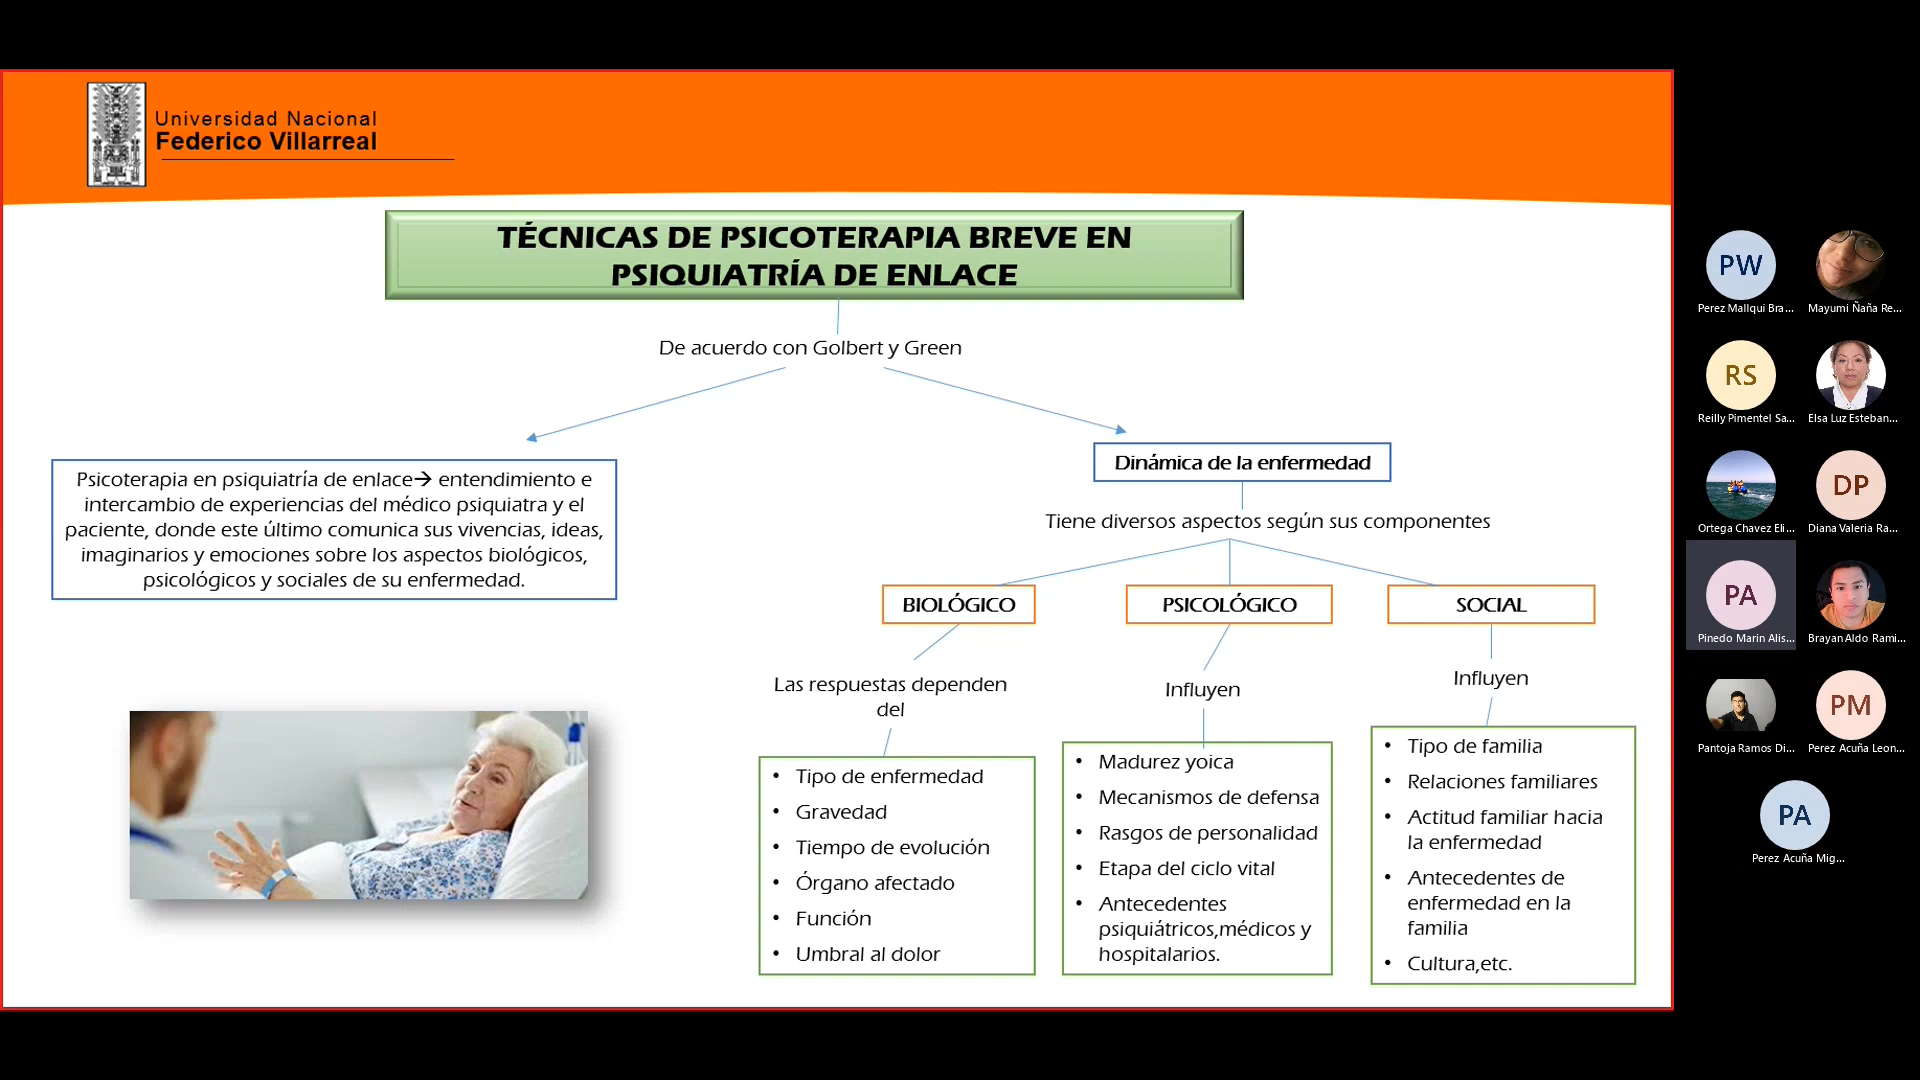 Universidad Nacional
Federico Villarreal
TÉCNICAS DE PSICOTERAPIA BREVE EN
PSIQUIATRÍA DE ENLACE
De acuerdo con Golbert y Green
Psicoterapia en psiquiatría de enlace→ entendimiento e
intercambio de experiencias del médico psiquiatra y el
paciente, donde este último comunica sus vivencias, ideas,
imaginarios y emociones sobre los aspectos biológicos,
psicológicos y sociales de su enfermedad.
Dinámica de la enfermedad
Tiene diversos aspectos según sus componentes
BIOLÓGICO
Las respuestas dependen
del
• Tipo de enfermedad
• Gravedad
• Tiempo de evolución
• Órgano afectado
• Función
• Umbral al dolor
PSICOLÓGICO
Influyen
• Madurez yoica
• Mecanismos de defensa
• Rasgos de personalidad
• Etapa del ciclo vital
• Antecedentes
psiquiátricos,médicos y
hospitalarios.
SOCIAL
Influyen
• Tipo de familia
• Relaciones familiares
• Actitud familiar hacia
la enfermedad
• Antecedentes de
enfermedad en la
familia
• Cultura,etc.
PW
Perez Mallqui Bra...
Mayumi Ñaña Re...
RS
Reilly Pimentel Sa...
Elsa Luz Esteban...
Ortega Chavez Eli...
DP
Diana Valeria Ra...
PA
Pinedo Marin Alis...
Brayan Aldo Rami...
Pantoja Ramos Di...
PM
Perez Acuña Leon...
PA
Perez Acuña Mig...